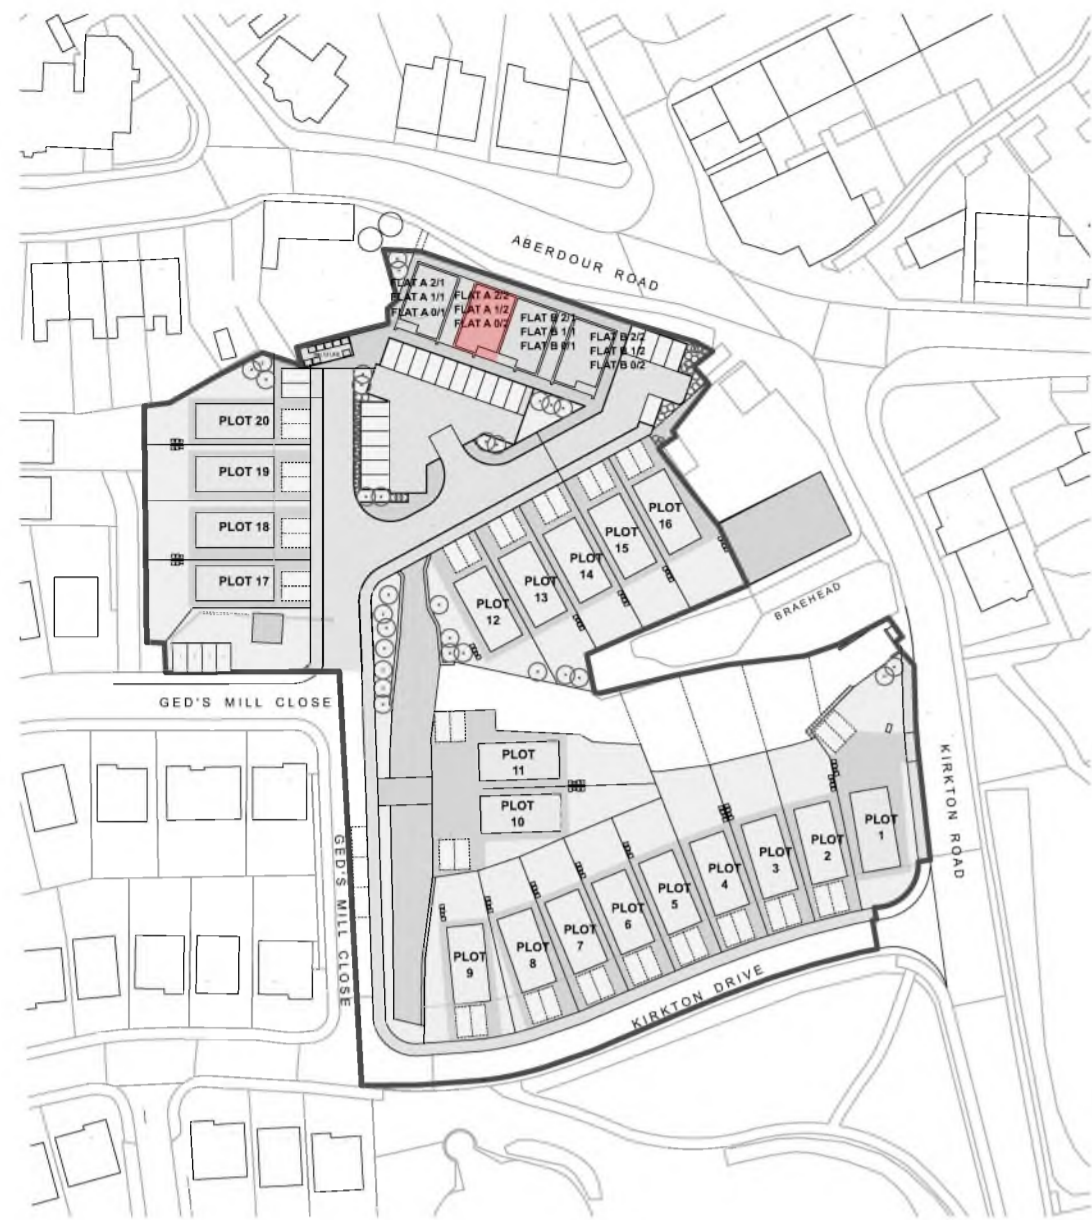 ABERDOUR ROAD
FLAT A 2/1
FLAT A 1/1
FLAT A 0/1
FLAT A 2/2
FLAT A 1/2
FLAT A 0/2
FLAT B 2/1
FLAT B 1/1
FLAT B 0/1
FLAT B 2/2
FLAT B 1/2
FLAT B 0/2
PLOT 20
PLOT 19
PLOT 18
PLOT 17
PLOT
16
PLOT
15
PLOT
14
PLOT
13
PLOT
12
BRAEHEAD
GED'S MILL CLOSE
PLOT
11
PLOT
10
KIRKTON ROAD
GED'S MILL CLOSE
PLOT
1
PLOT
2
PLOT
3
PLOT
4
PLOT
5
PLOT
6
PLOT
7
PLOT
8
PLOT
9
KIRKTON DRIVE